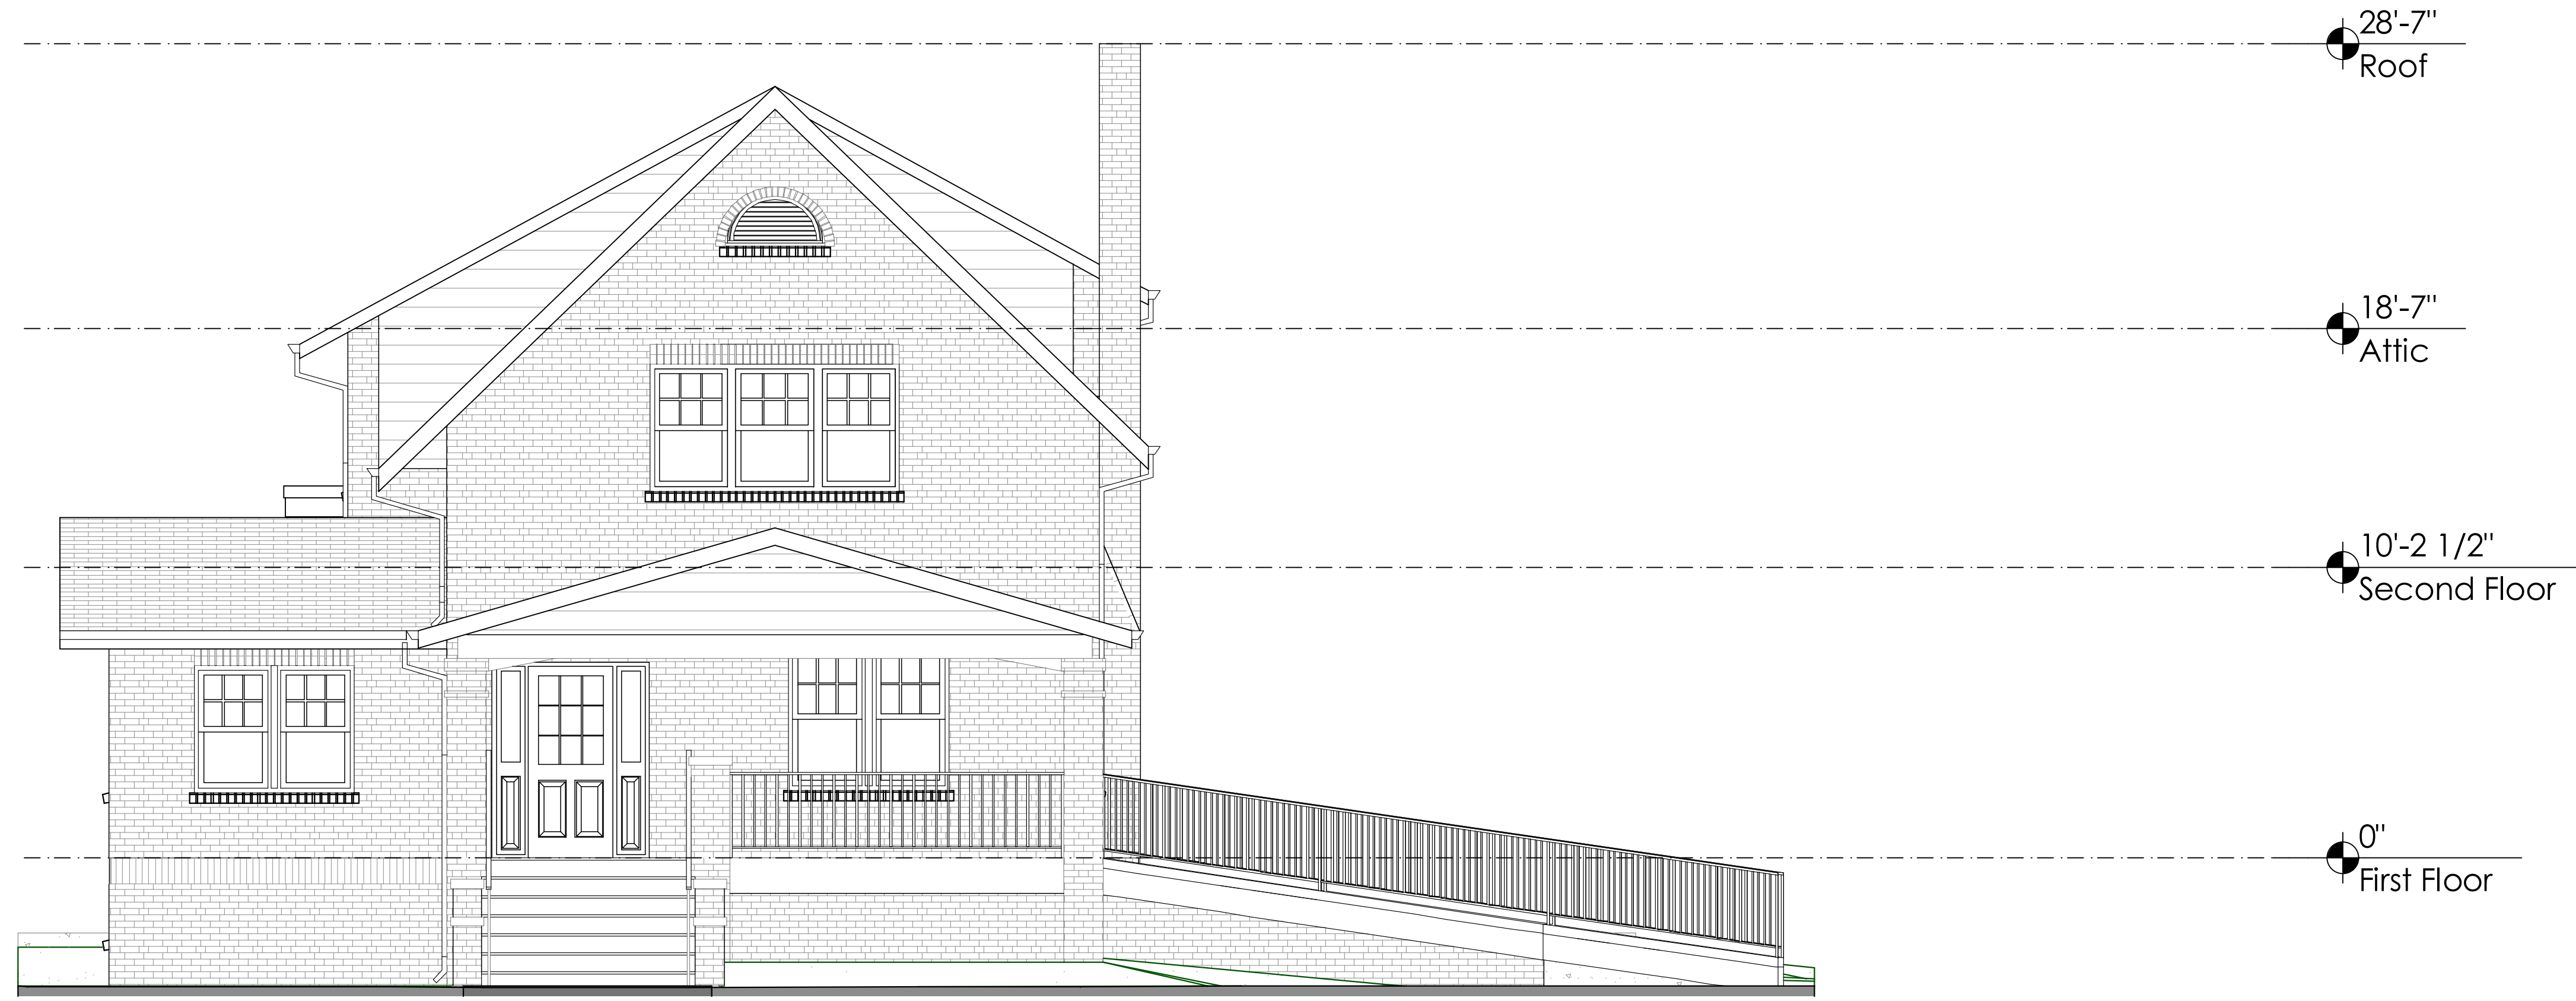 28'-7"
Roof
18'-7"
Attic
10'-2 1/2"
Second Floor
0"
First Floor